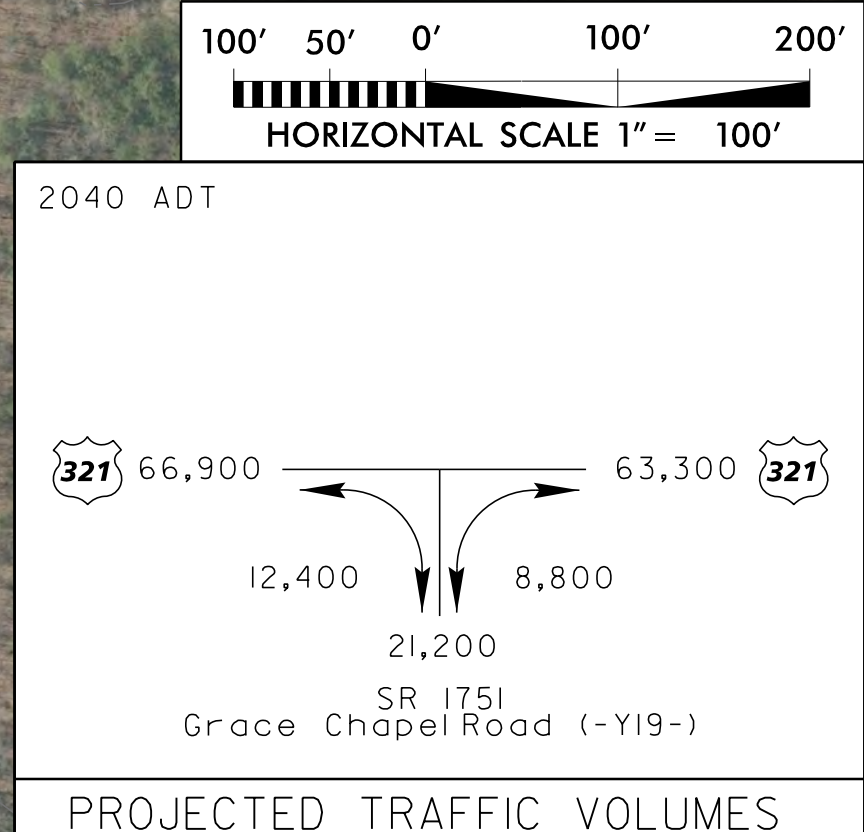 100' 50' 0' 100' 200'
HORIZONTAL SCALE 1" = 100'
2040 ADT
321 66,900 63,300 321
12,400 8,800
21,200
SR 1751
Grace Chapel Road (-Y19-)
PROJECTED TRAFFIC VOLUMES